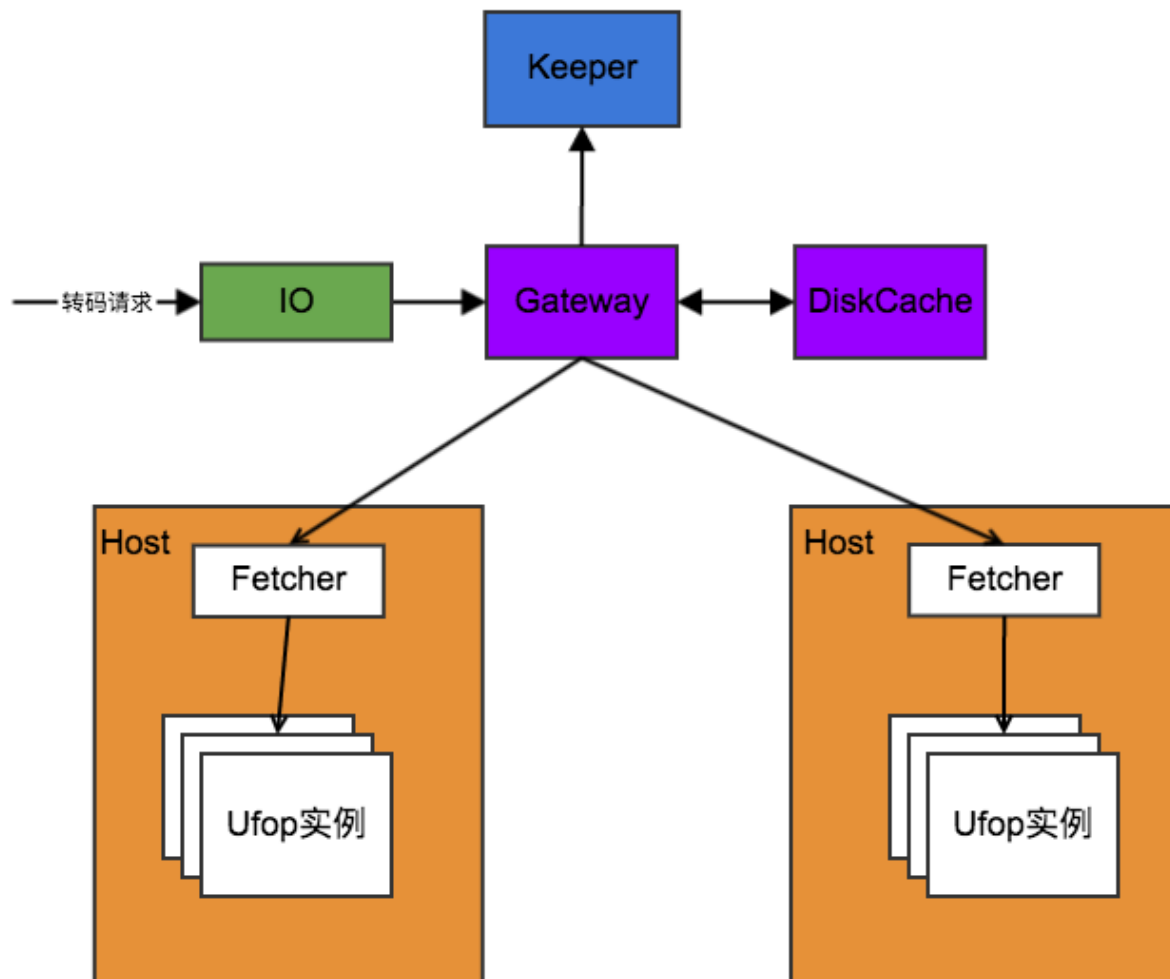 Keeper
转码请求
IO
Gateway
DiskCache
Host
Fetcher
Ufop实例
Host
Fetcher
Ufop实例